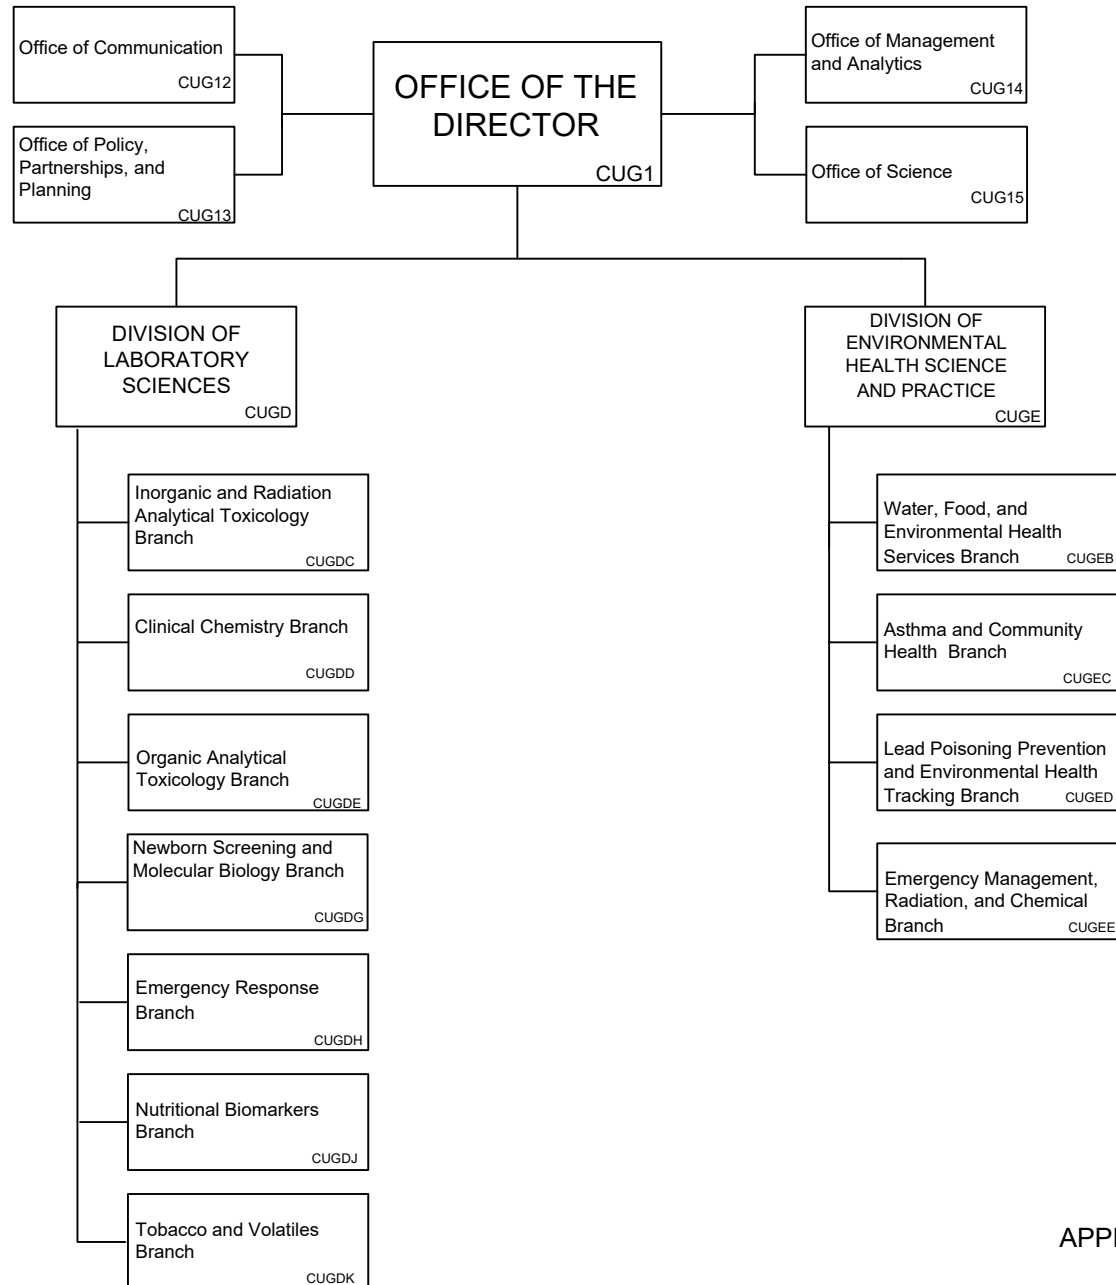 Office of Communication
CUG12
Office of Policy,
Partnerships, and
Planning
CUG13
OFFICE OF THE
DIRECTOR
CUG1
Office of Management
and Analytics
CUG14
Office of Science
CUG15
DIVISION OF
LABORATORY
SCIENCES
CUGD
Inorganic and Radiation
Analytical Toxicology
Branch
CUGDC
Clinical Chemistry Branch
CUGDD
Organic Analytical
Toxicology Branch
CUGDE
Newborn Screening and
Molecular Biology Branch
CUGDG
Emergency Response
Branch
CUGDH
Nutritional Biomarkers
Branch
CUGDJ
Tobacco and Volatiles
Branch
CUGDK
DIVISION OF
ENVIRONMENTAL
HEALTH SCIENCE
AND PRACTICE
CUGE
Water, Food, and
Environmental Health
Services Branch CUGEB
Asthma and Community
Health Branch
CUGEC
Lead Poisoning Prevention
and Environmental Health
Tracking Branch CUGED
Emergency Management,
Radiation, and Chemical
Branch CUGEE